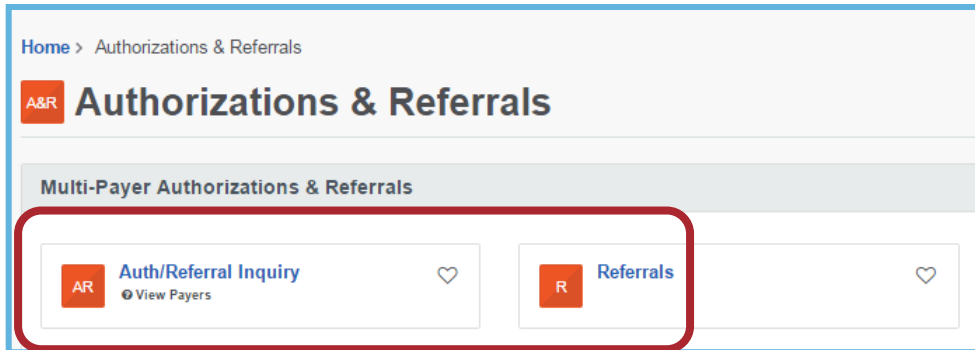 Home > Authorizations & Referrals
A&R Authorizations & Referrals
Multi-Payer Authorizations & Referrals
AR Auth/Referral Inquiry
View Payers
R Referrals